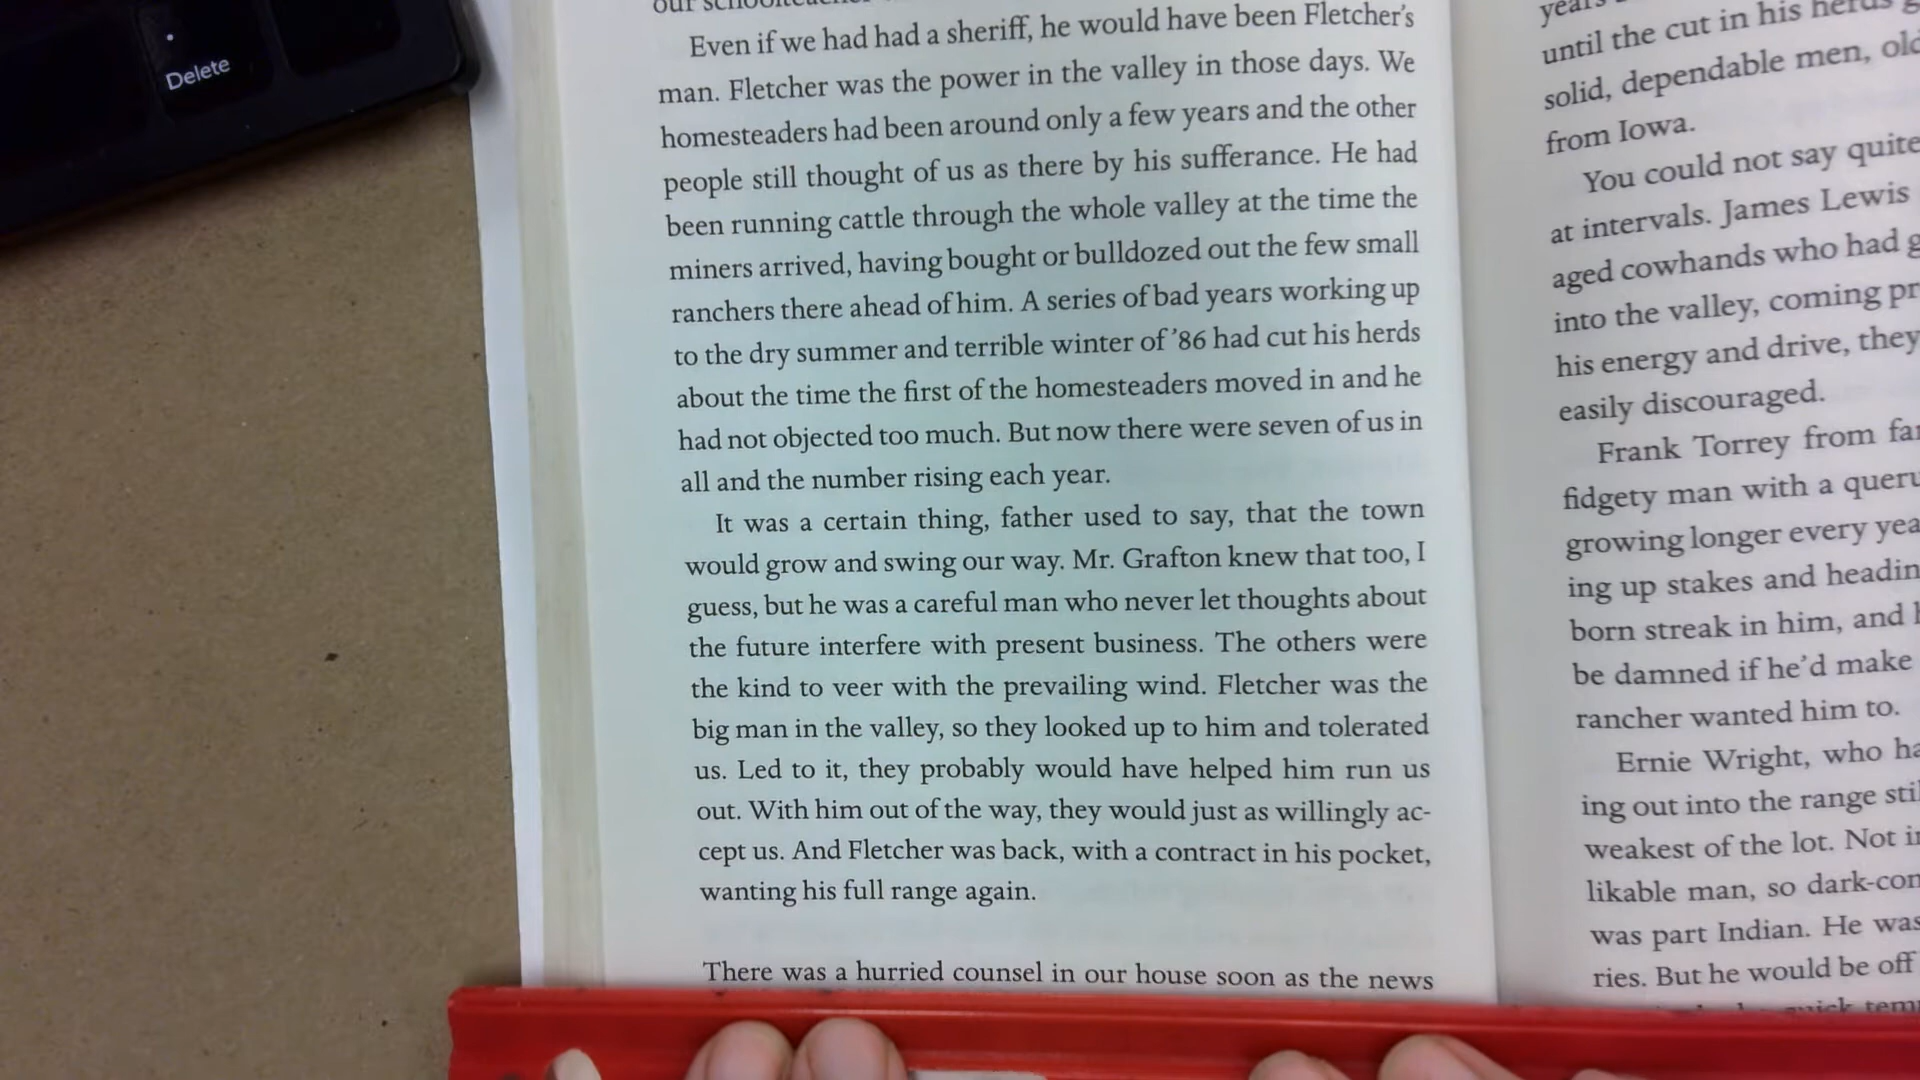 Delete
our
Even if we had had a sheriff, he would have been Fletcher's
man. Fletcher was the power in the valley in those days. We
homesteaders had been around only a few years and the other
people still thought of us as there by his sufferance. He had
been running cattle through the whole valley at the time the
miners arrived, having bought or bulldozed out the few small
ranchers there ahead of him. A series of bad years working up
to the dry summer and terrible winter of '86 had cut his herds
about the time the first of the homesteaders moved in and he
had not objected too much. But now there were seven of us in
all and the number rising each year.
It was a certain thing, father used to say, that the town
would grow and swing our way. Mr. Grafton knew that too, I
guess, but he was a careful man who never let thoughts about
the future interfere with present business. The others were
the kind to veer with the prevailing wind. Fletcher was the
big man in the valley, so they looked up to him and tolerated
us. Led to it, they probably would have helped him run us
out. With him out of the way, they would just as willingly ac-
cept us. And Fletcher was back, with a contract in his pocket,
wanting his full range again.
There was a hurried counsel in our house soon as the news
years
until the cut in his herds
solid, dependable men,
from Iowa.
You could not say quite
at intervals. James Lewis
aged cowhands who had
into the valley, coming
his energy and drive, they
easily discouraged.
Frank Torrey from
fidgety man with a
growing longer every
ing up stakes and
born streak in him, and
be damned if he'd make
rancher wanted him to.
Ernie Wright, who
ing out into the range
weakest of the lot. Not
likable man, so
was part Indian. He was
ries. But he would be off